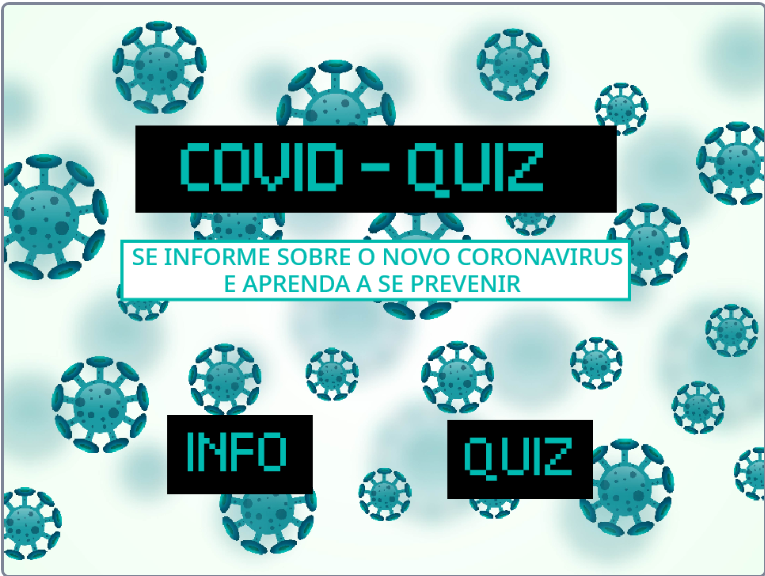 COVID - QUIZ
SE INFORME SOBRE O NOVO CORONAVIRUS
E APRENDA A SE PREVENIR
INFO
QUIZ